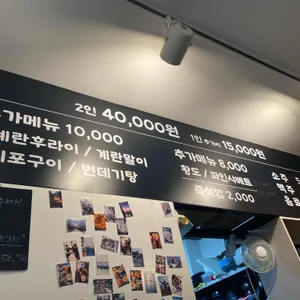 2인 40,000원 1인 추가시 15,000원
가메뉴 10,000
계란후라이 / 계란말이
포구이 / 번데기탕
추가메뉴 8,000
황도 / 파인샤베트
즉석밥 2,000
소주
맥주
음료